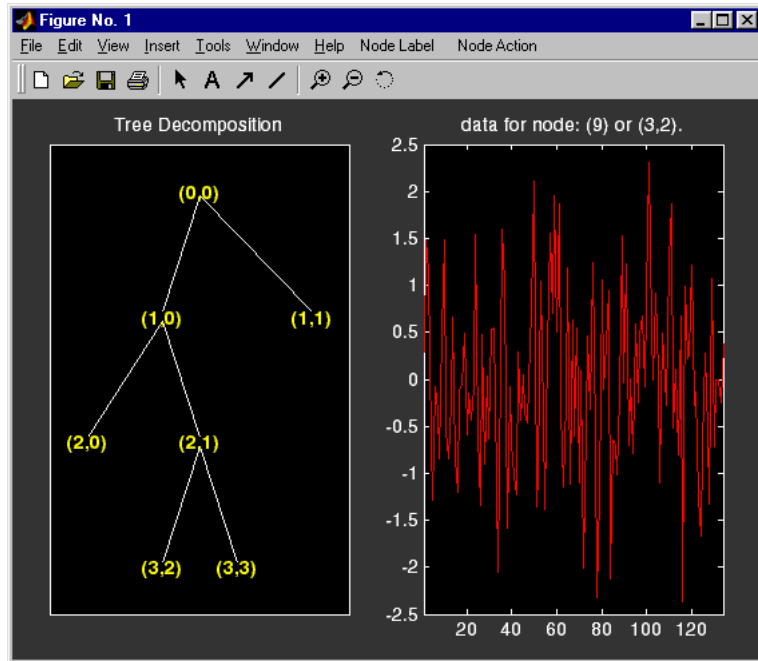 Figure No. 1
File Edit View Insert Tools Window Help Node Label Node Action
A
Tree Decomposition
(0,0)
(1,0) (1,1)
(2,0) (2,1)
(3,2) (3,3)
data for node: (9) or (3,2).
2.5
2
1.5
1
0.5
0
-0.5
-1
-1.5
-2
-2.5
20 40 60 80 100 120